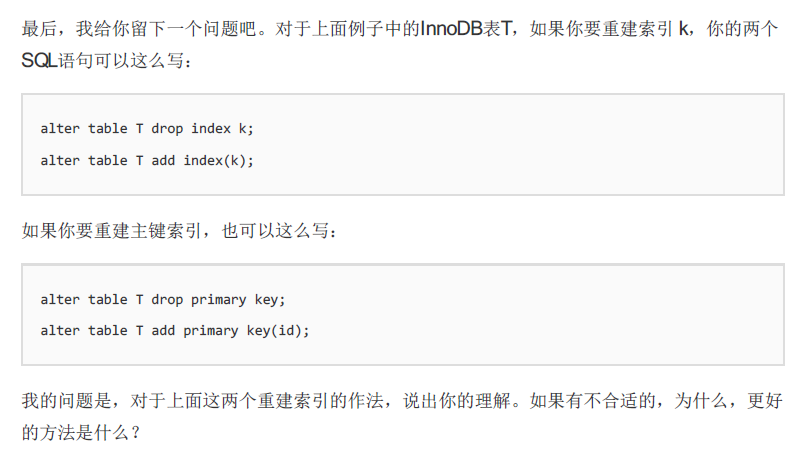 最后，我给你留下一个问题吧。对于上面例子中的InnoDB表T，如果你要重建索引 k，你的两个
SQL语句可以这么写：
alter table T drop index k;
alter table T add index(k);
如果你要重建主键索引，也可以这么写：
alter table T drop primary key;
alter table T add primary key(id);
我的问题是，对于上面这两个重建索引的作法，说出你的理解。如果有不合适的，为什么，更好
的方法是什么？